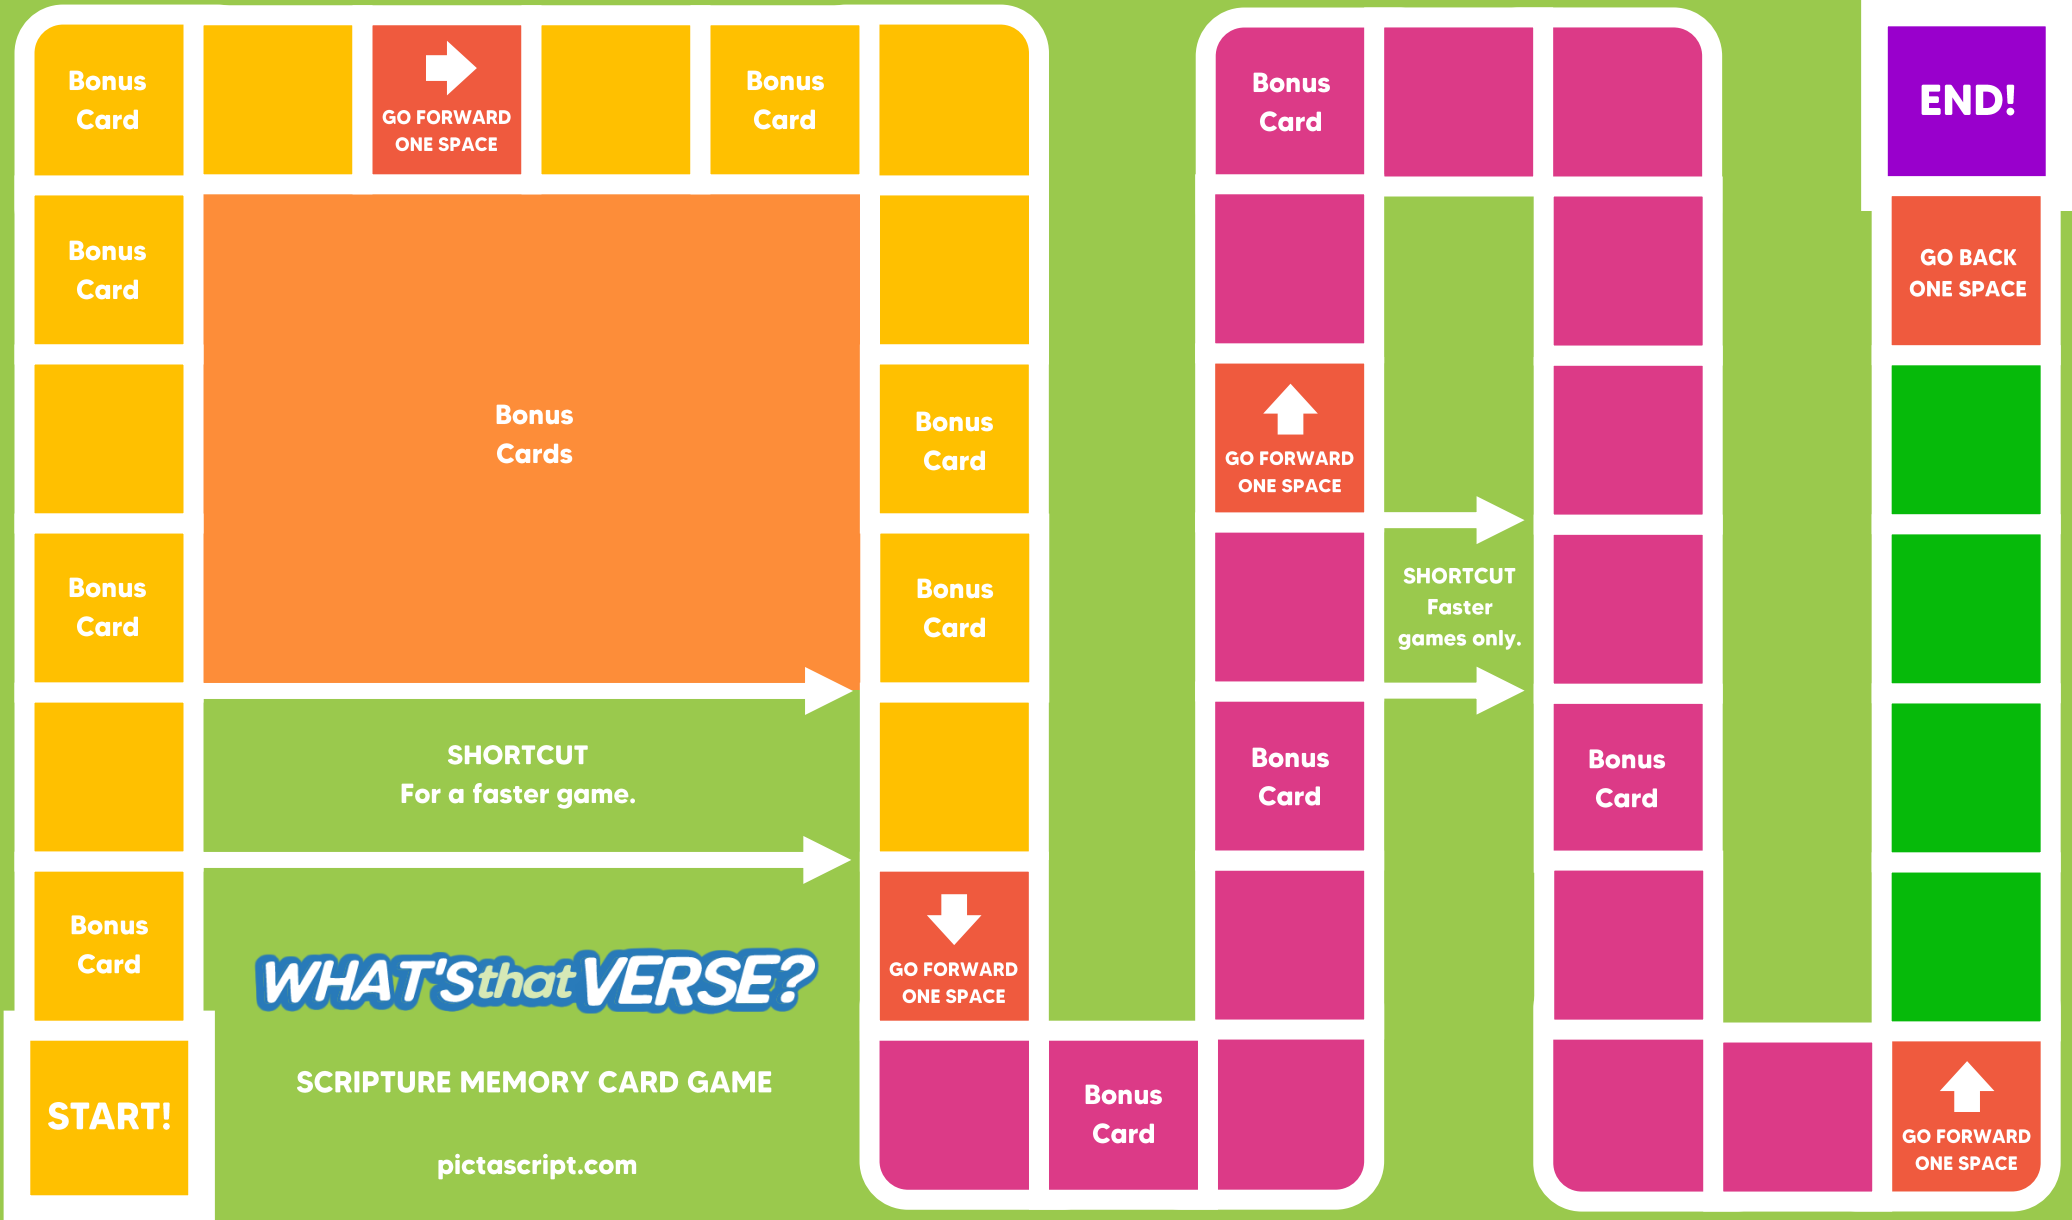 Bonus
Card
GO FORWARD
ONE SPACE
Bonus
Card
Bonus
Card
END!
Bonus
Card
GO BACK
ONE SPACE
Bonus
Cards
Bonus
Card
GO FORWARD
ONE SPACE
Bonus
Card
Bonus
Card
SHORTCUT
Faster
games only.
SHORTCUT
For a faster game.
Bonus
Card
Bonus
Card
Bonus
Card
WHAT'S that VERSE?
GO FORWARD
ONE SPACE
START!
SCRIPTURE MEMORY CARD GAME
pictascript.com
Bonus
Card
GO FORWARD
ONE SPACE